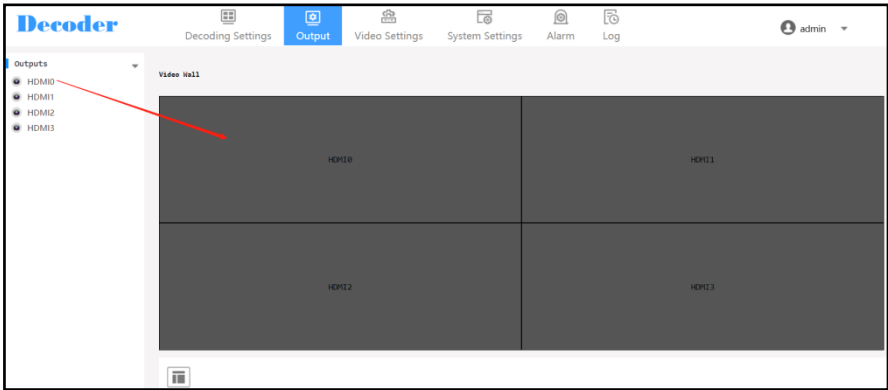 Decoder
Decoding Settings Output Video Settings System Settings Alarm Log
admin
Outputs
HDMI0
HDMI1
HDMI2
HDMI3
Video Wall
HDMI0 HDMI1
HDMI2 HDMI3